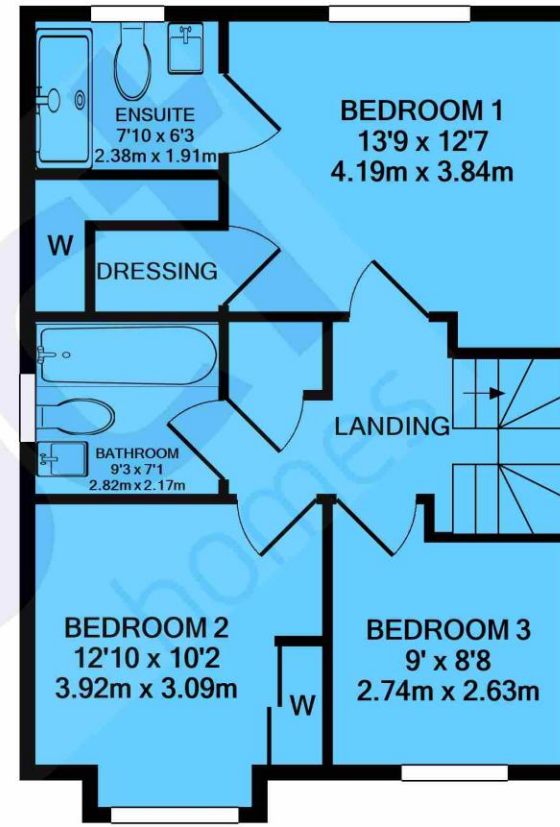 ENSUITE
7'10 x 6'3
2.38m x 1.91m
BEDROOM 1
13'9 x 12'7
4.19m x 3.84m
W
DRESSING
BATHROOM
9'3 x 7'1
2.82m x 2.17m
LANDING
BEDROOM 2
12'10 x 10'2
3.92m x 3.09m
W
BEDROOM 3
9' x 8'8
2.74m x 2.63m
homes